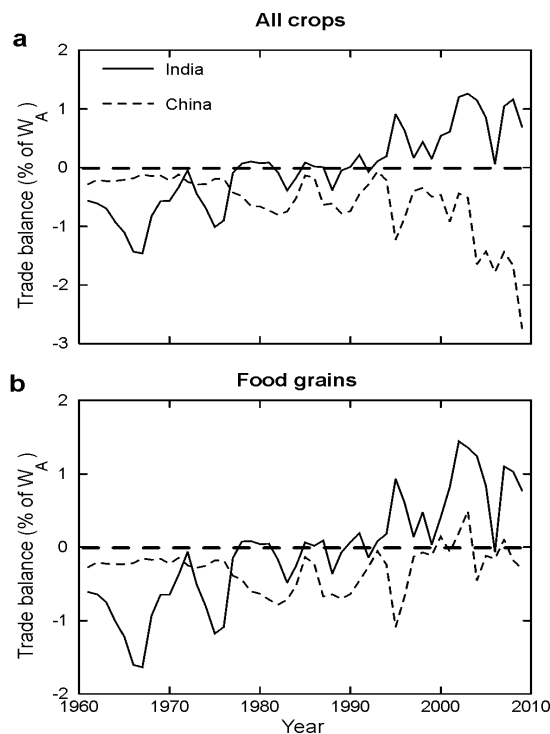 All crops
a
2
1
0
-1
-2
-3
Trade balance (% of WA)
India
China
Food grains
b
2
1
0
-1
-2
Trade balance (% of WA)
1960 1970 1980 1990 2000 2010
Year